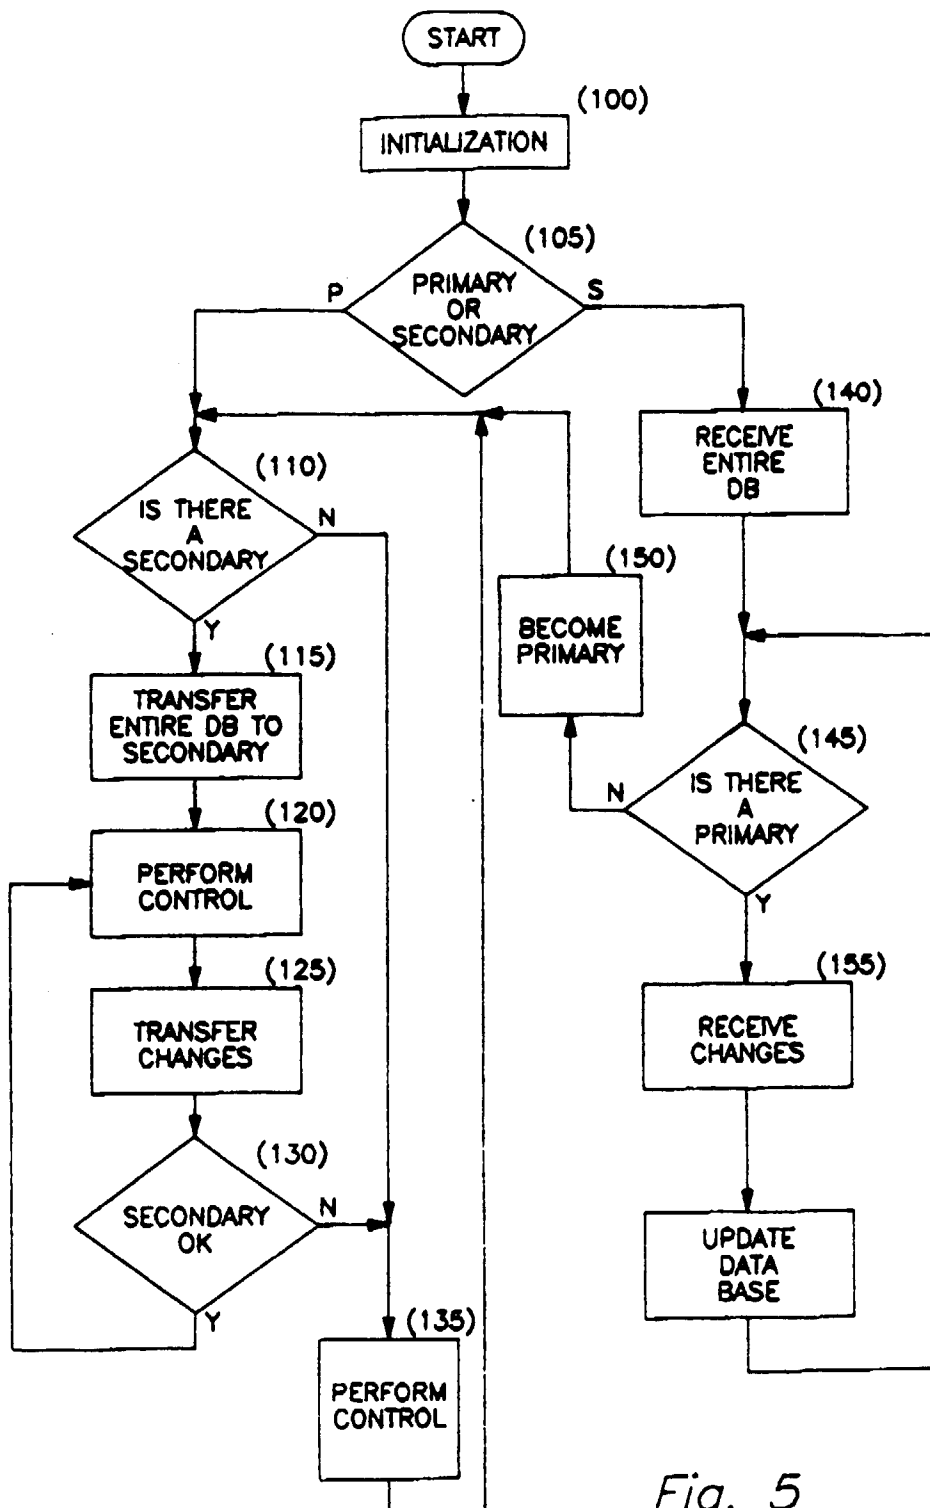 START
(100)
INITIALIZATION
(105)
PRIMARY
OR
SECONDARY
P
S
(110)
IS THERE
A
SECONDARY
N
Y
(115)
TRANSFER
ENTIRE DB TO
SECONDARY
(120)
PERFORM
CONTROL
(125)
TRANSFER
CHANGES
(130)
SECONDARY
OK
N
Y
(135)
PERFORM
CONTROL
(140)
RECEIVE
ENTIRE
DB
(150)
BECOME
PRIMARY
(145)
IS THERE
A
PRIMARY
N
Y
(155)
RECEIVE
CHANGES
UPDATE
DATA
BASE
Fig. 5